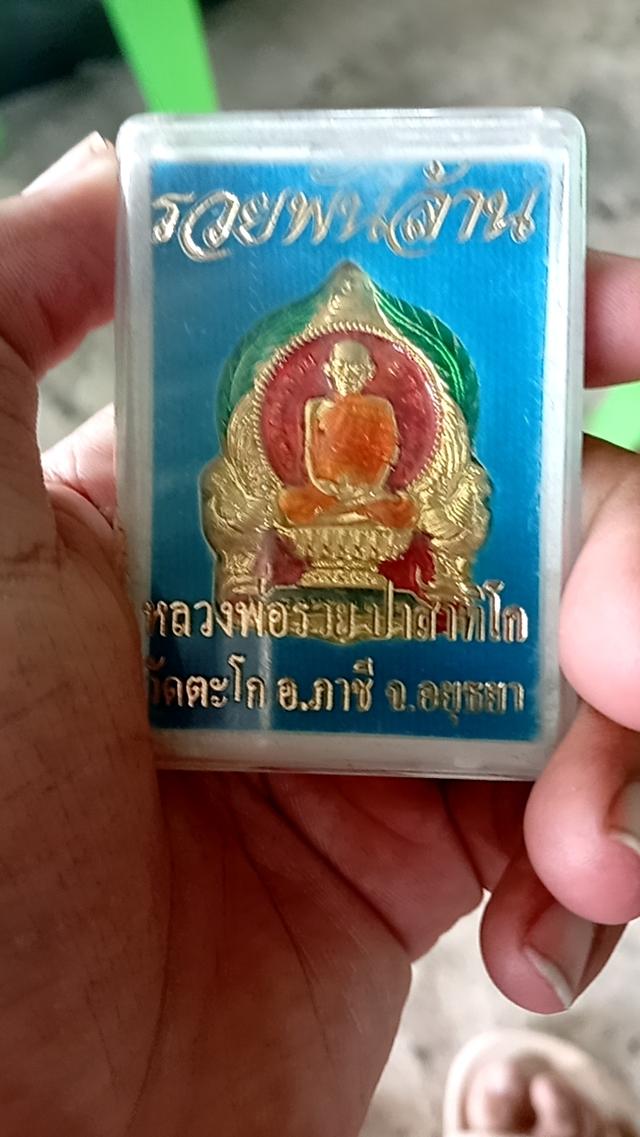 รวยพันล้าน
หลวงพ่อรวย ปาสาทิโก
วัดตะโก อ.ภาชี จ.อยุธยา